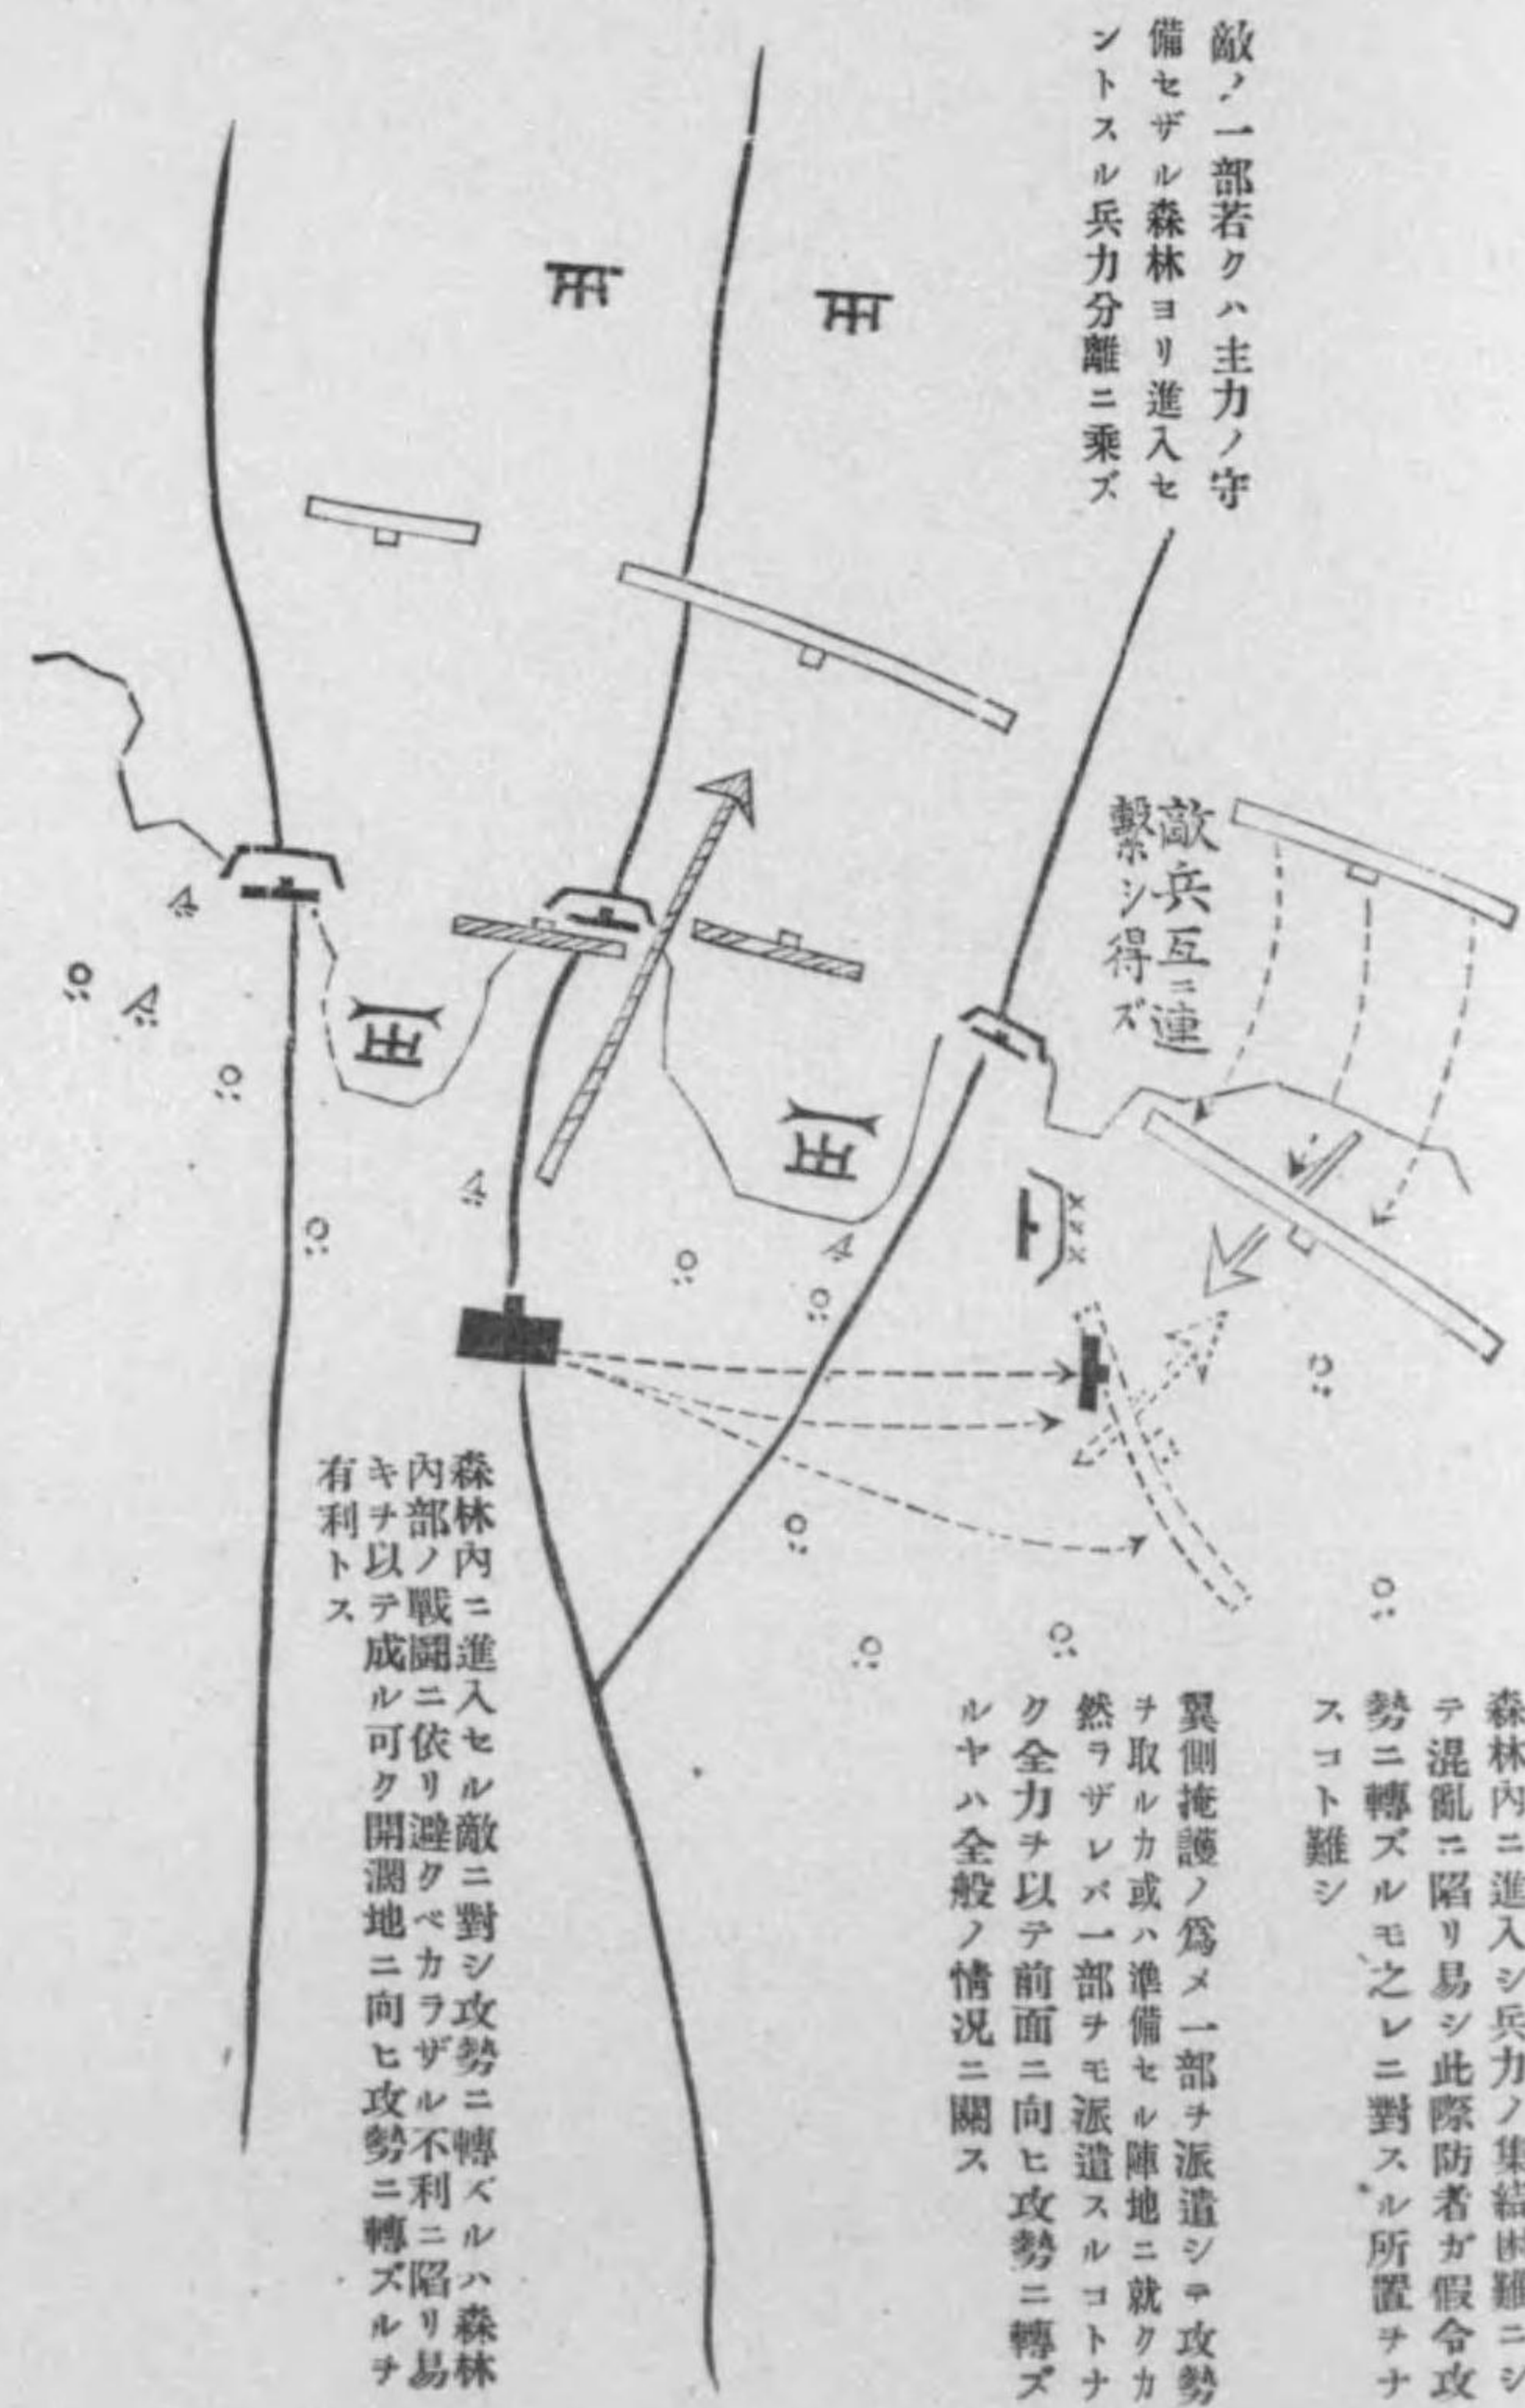 敵ノ一部若クハ主力ノ守
備セザル森林ヨリ進入セ
ントスル兵力分離ニ乘ズ
敵兵互ニ連
繫シ得ズ
森林內ニ進入シ兵力ノ集結困難ニシ
テ混亂ニ陷リ易シ此際防者ガ假令攻
勢ニ轉ズルモ之レニ對スル所置ヲナ
スコト難シ
翼側掩護ノ爲メ一部ヲ派遣シテ攻勢
ヲ取ルカ或ハ準備セル陣地ニ就クカ
然ラザレバ一部ヲモ派遣スルコトナ
ク全力ヲ以テ前面ニ向ヒ攻勢ニ轉ズ
ルヤハ全般ノ情況ニ關ス
森林內ニ進入セル敵ニ對シ攻勢ニ轉ズルハ森林
內部ノ戰鬪ニ依リ避クベカラザル不利ニ陷リ易
キヲ以テ成ル可ク開濶地ニ向ヒ攻勢ニ轉ズルヲ
有利トス